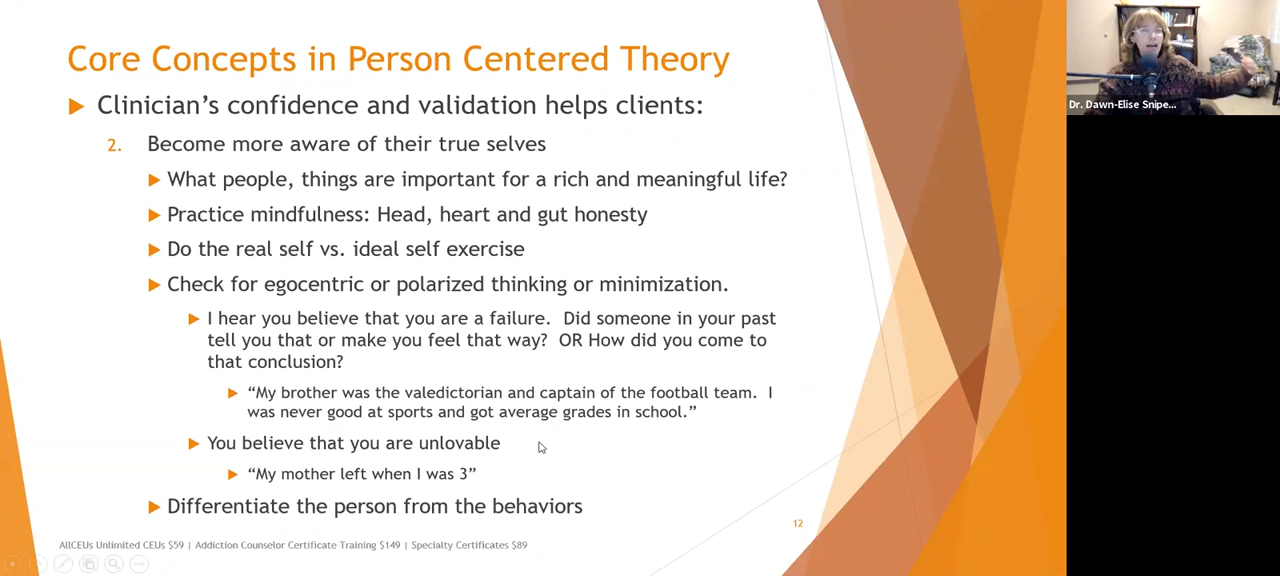 Core Concepts in Person Centered Theory
Clinician's confidence and validation helps clients:
2. Become more aware of their true selves
What people, things are important for a rich and meaningful life?
Practice mindfulness: Head, heart and gut honesty
Do the real self vs. ideal self exercise
Check for egocentric or polarized thinking or minimization.
I hear you believe that you are a failure.  Did someone in your past
tell you that or make you feel that way?  OR How did you come to
that conclusion?
“My brother was the valedictorian and captain of the football team.  I
was never good at sports and got average grades in school.”
You believe that you are unlovable
“My mother left when I was 3”
Differentiate the person from the behaviors
12
AllCEUs Unlimited CEUs $59 | Addiction Counselor Certificate Training $149 | Specialty Certificates $89
Dr. Dawn-Elise Snipe...